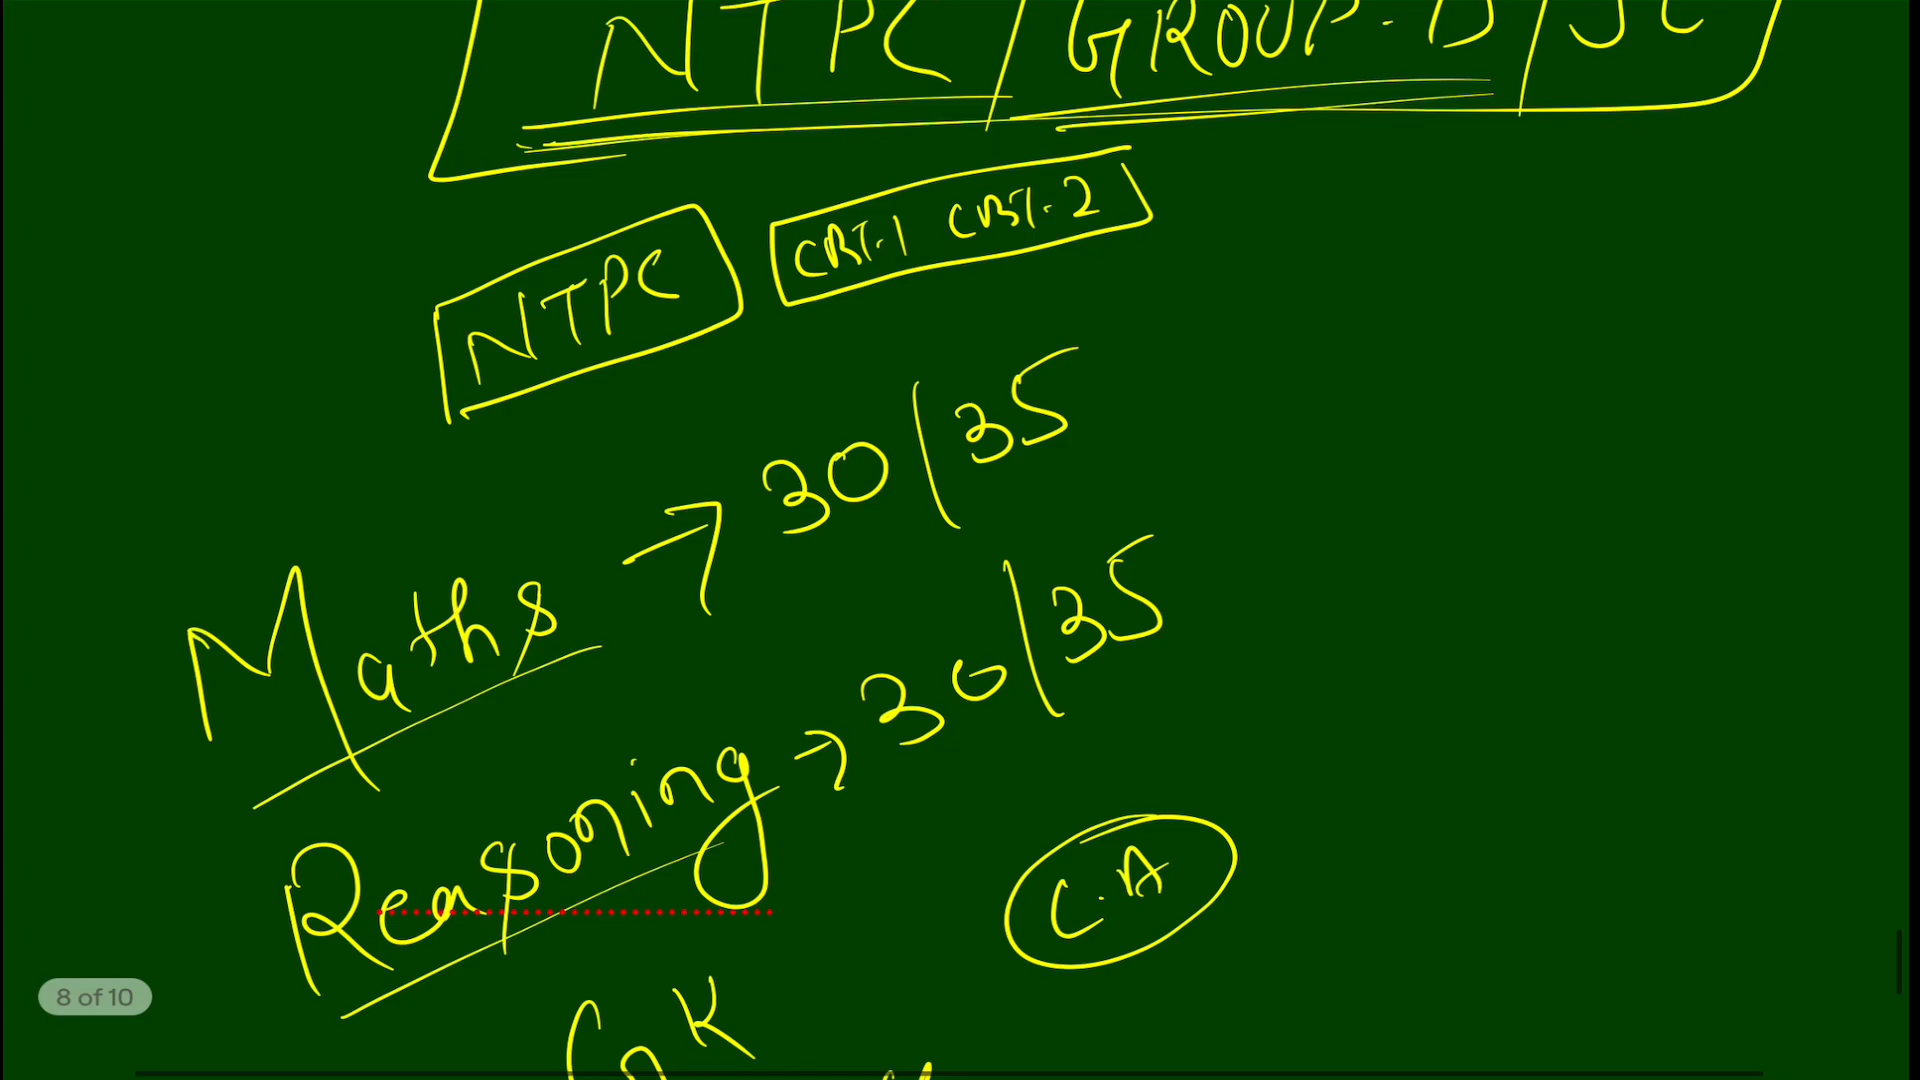 NTPC / GROUP-D / JE
NTPC CBT-1 CBT-2
Maths → 30/35
Reasoning → 30/35
C.A
8 of 10
GK